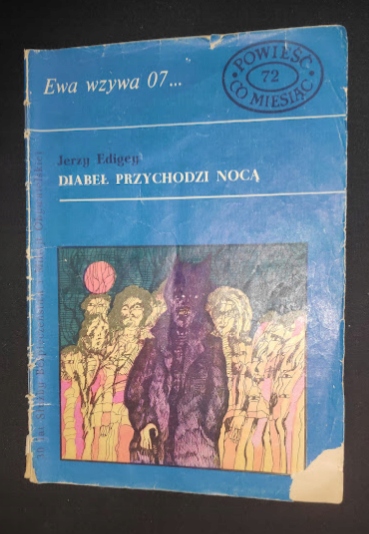 Ewa wzywa 07...
POWIEŚĆ
72
CO MIESIĄC
Jerzy Edigey
DIABEŁ PRZYCHODZI NOCĄ